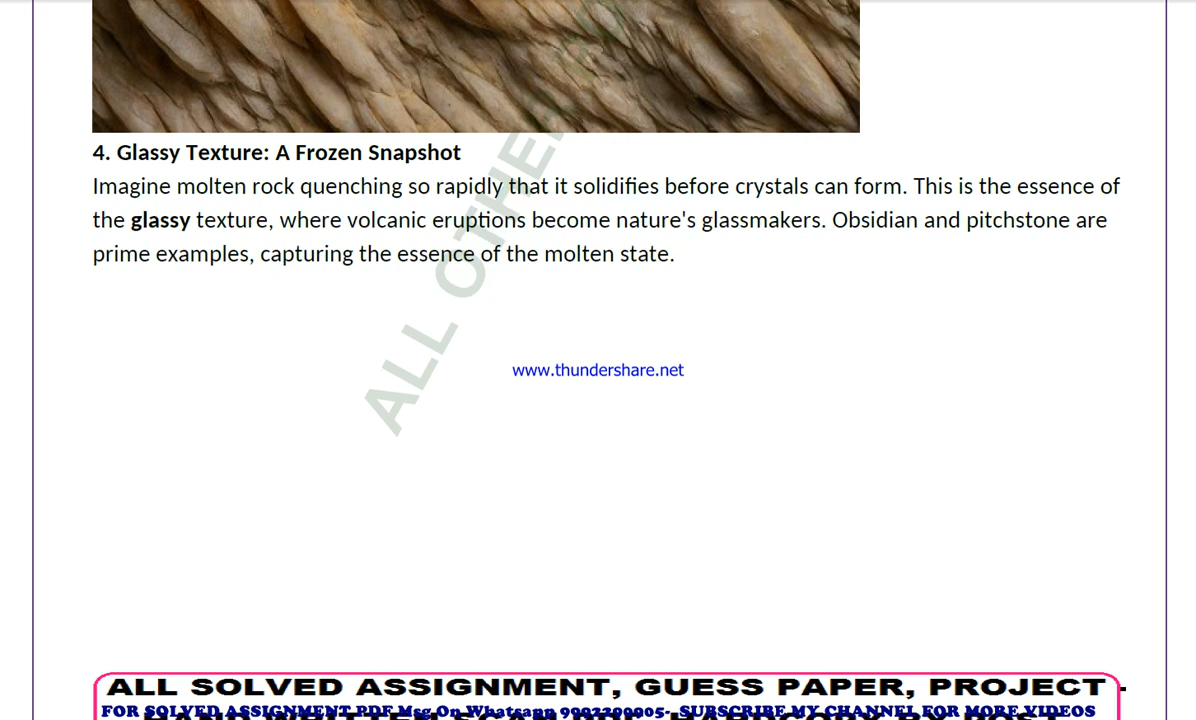 4. Glassy Texture: A Frozen Snapshot
Imagine molten rock quenching so rapidly that it solidifies before crystals can form. This is the essence of
the glassy texture, where volcanic eruptions become nature's glassmakers. Obsidian and pitchstone are
prime examples, capturing the essence of the molten state.
ALL OTHE
www.thundershare.net
ALL SOLVED ASSIGNMENT, GUESS PAPER, PROJECT -
FOR SOLVED ASSIGNMENT PDF Msg On Whatsapp 9992399905- SUBSCRIBE MY CHANNEL FOR MORE VIDEOS